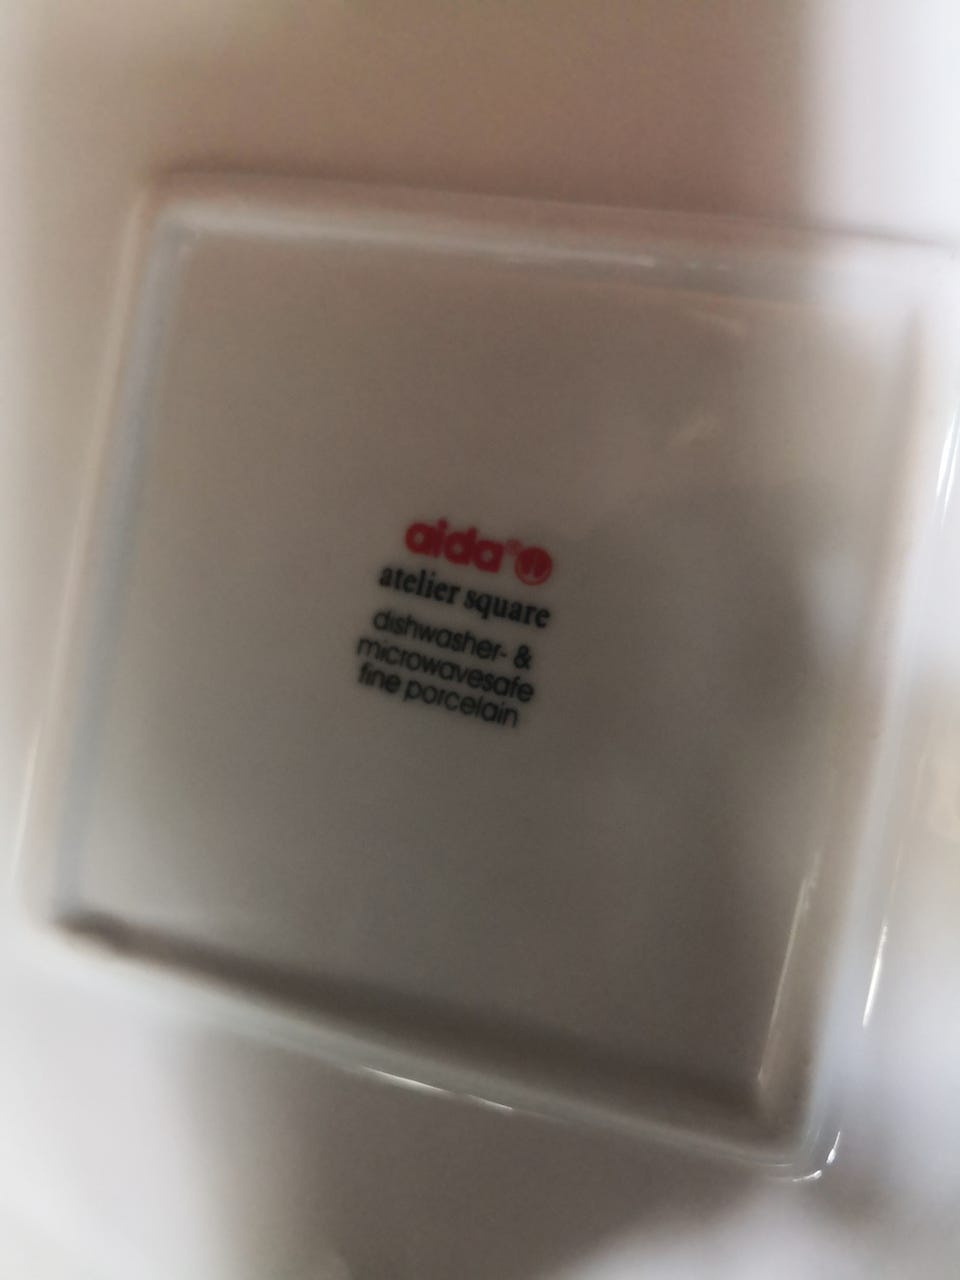 aida®
atelier square
dishwasher- &
microwavesafe
fine porcelain